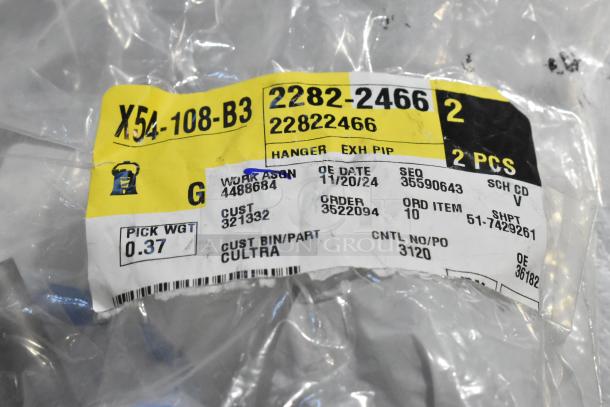 X54-108-B3
2282-2466 2
22822466
HANGER EXH PIP 2 PCS
G
WORK ASGN OE DATE SEQ SCH CD
4488684 11/20/24 35590643 V
CUST ORDER ORD ITEM SHPT
321332 3522094 10 51-7429261
PICK WGT
0.37
CUST BIN/PART CNTL NO/PO OE
CULTRA 3120 36182
AUCTION GROUP